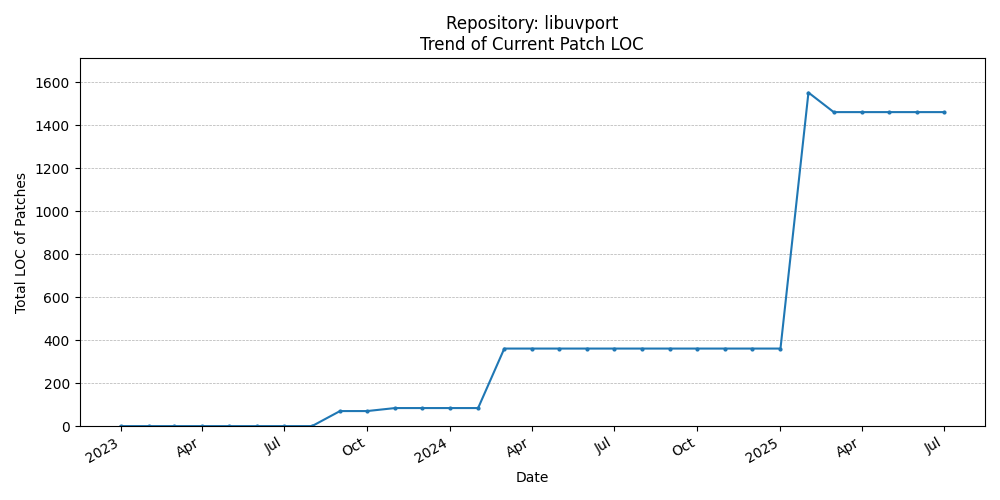 Repository: libuvport
Trend of Current Patch LOC
Total LOC of Patches
1600
1400
1200
1000
800
600
400
200
0
2023
Apr
Jul
Oct
2024
Apr
Jul
Oct
2025
Apr
Jul
Date